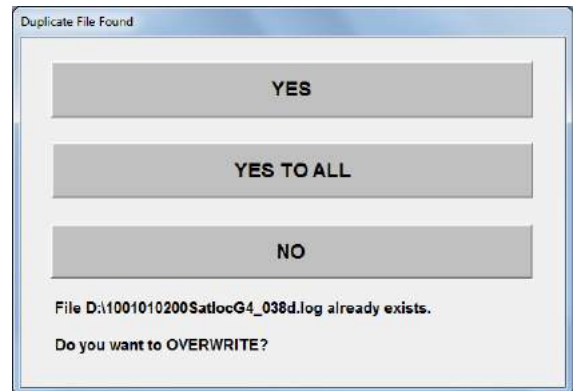 Duplicate File Found
YES
YES TO ALL
NO
File D:\1001010200SatlocG4_038d.log already exists.
Do you want to OVERWRITE?